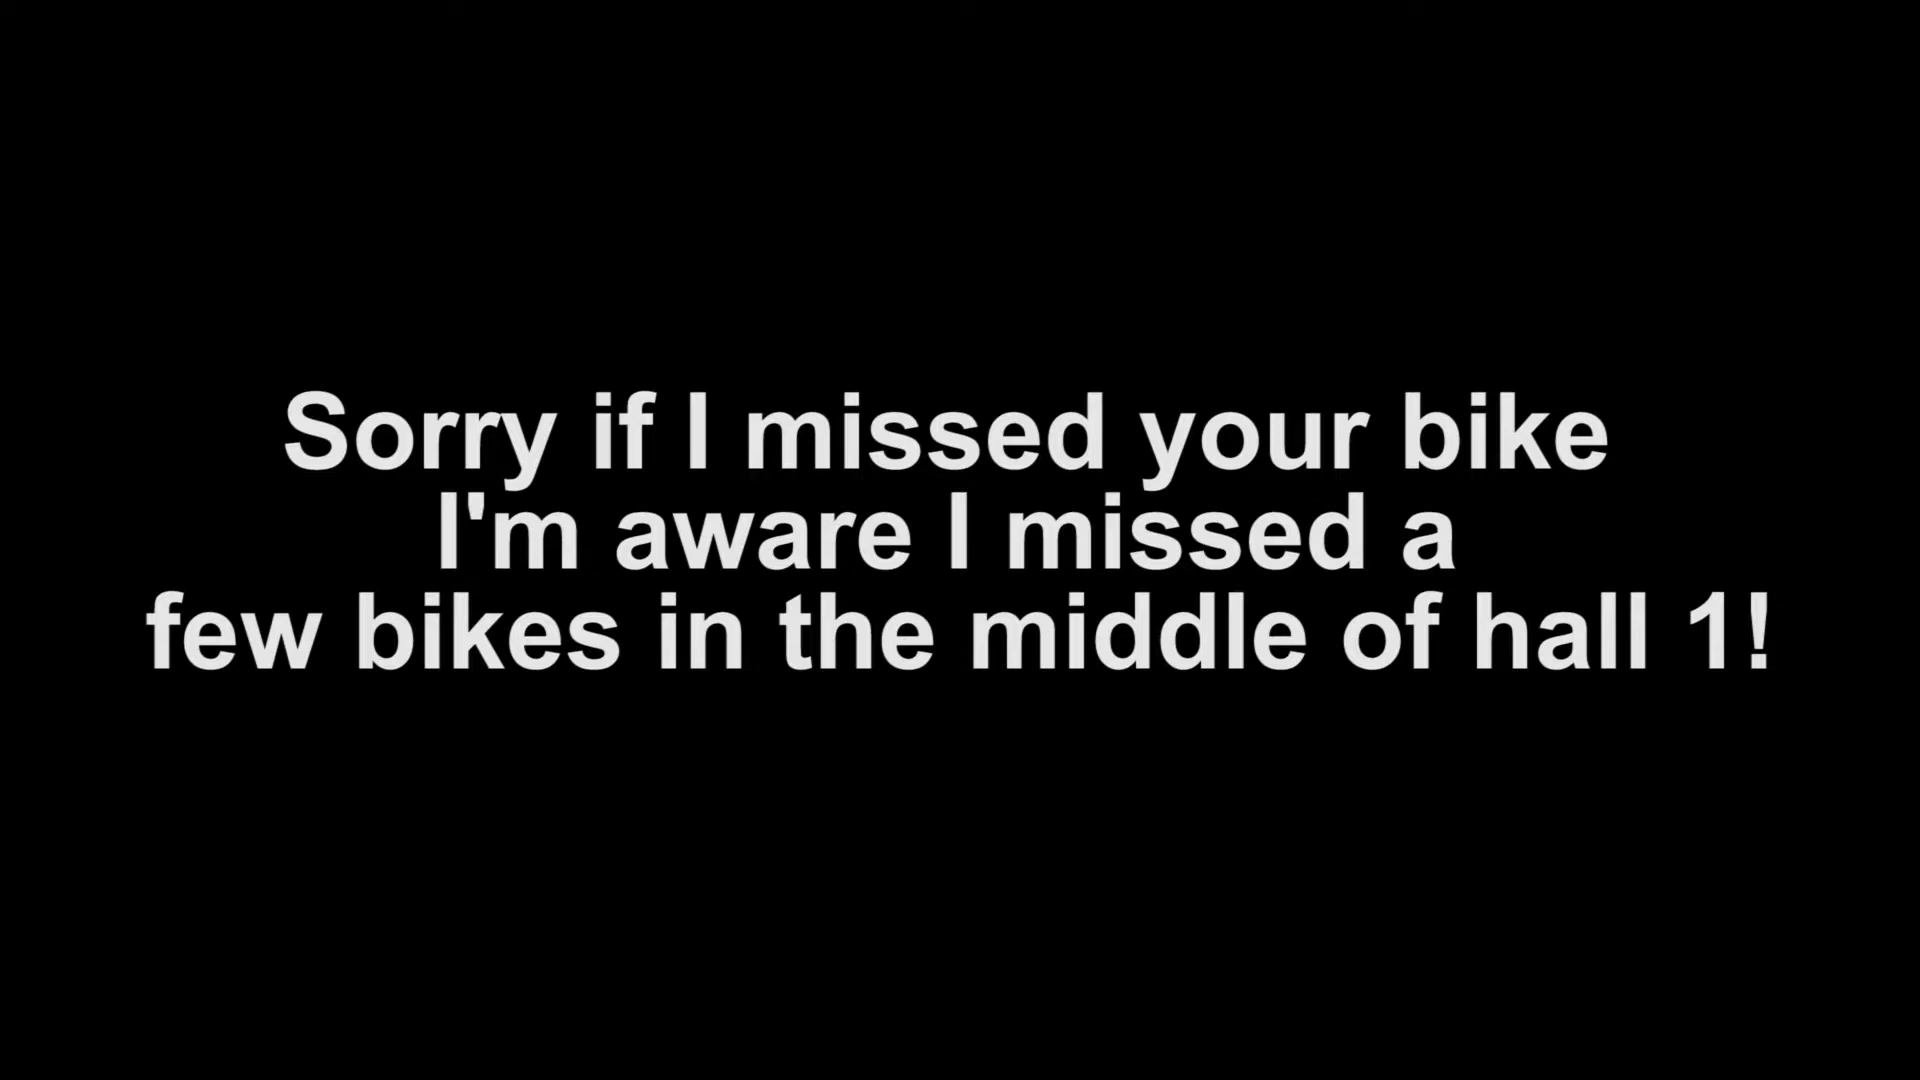 Sorry if I missed your bike
I'm aware I missed a
few bikes in the middle of hall 1!